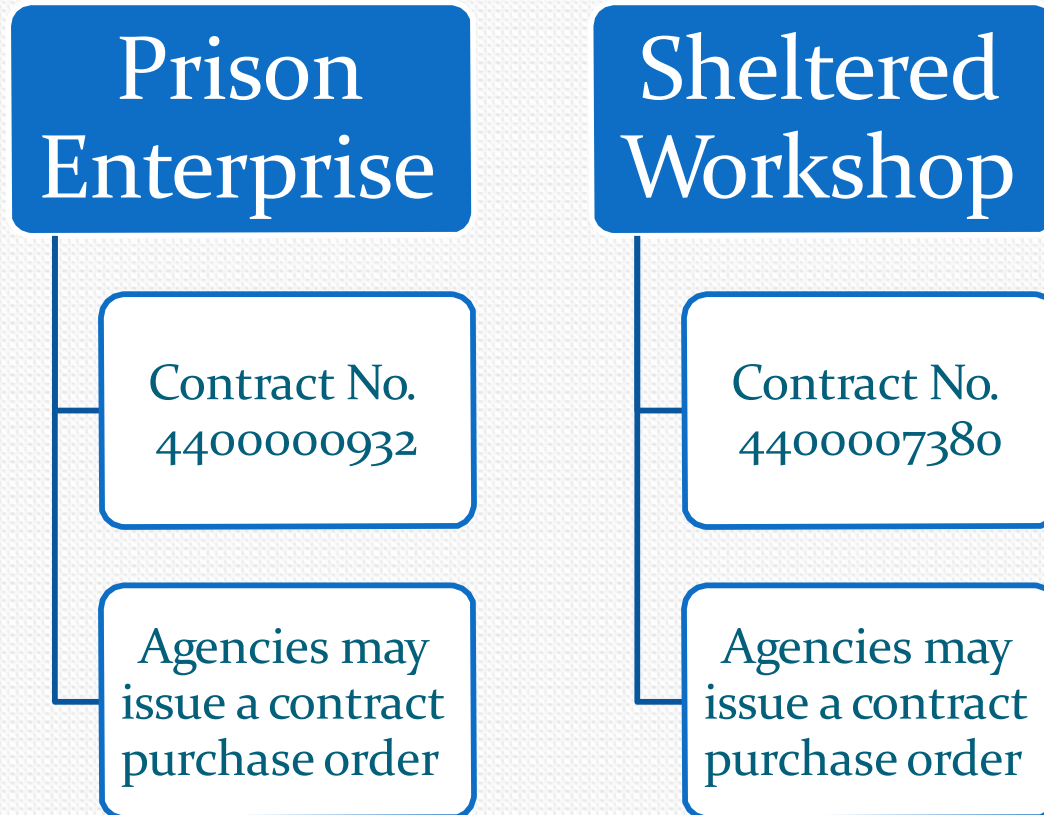 Prison
Enterprise
Contract No.
4400000932
Agencies may
issue a contract
purchase order
Sheltered
Workshop
Contract No.
4400007380
Agencies may
issue a contract
purchase order